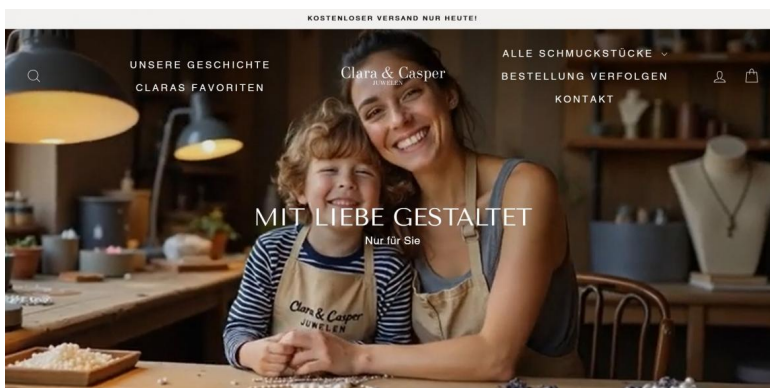 KOSTENLOSER VERSAND NUR HEUTE!
UNSERE GESCHICHTE
CLARAS FAVORITEN
Clara & Casper
JUWELEN
ALLE SCHMUCKSTÜCKE
BESTELLUNG VERFOLGEN
KONTAKT
MIT LIEBE GESTALTET
Nur für Sie
Clara & Casper
JUWELEN